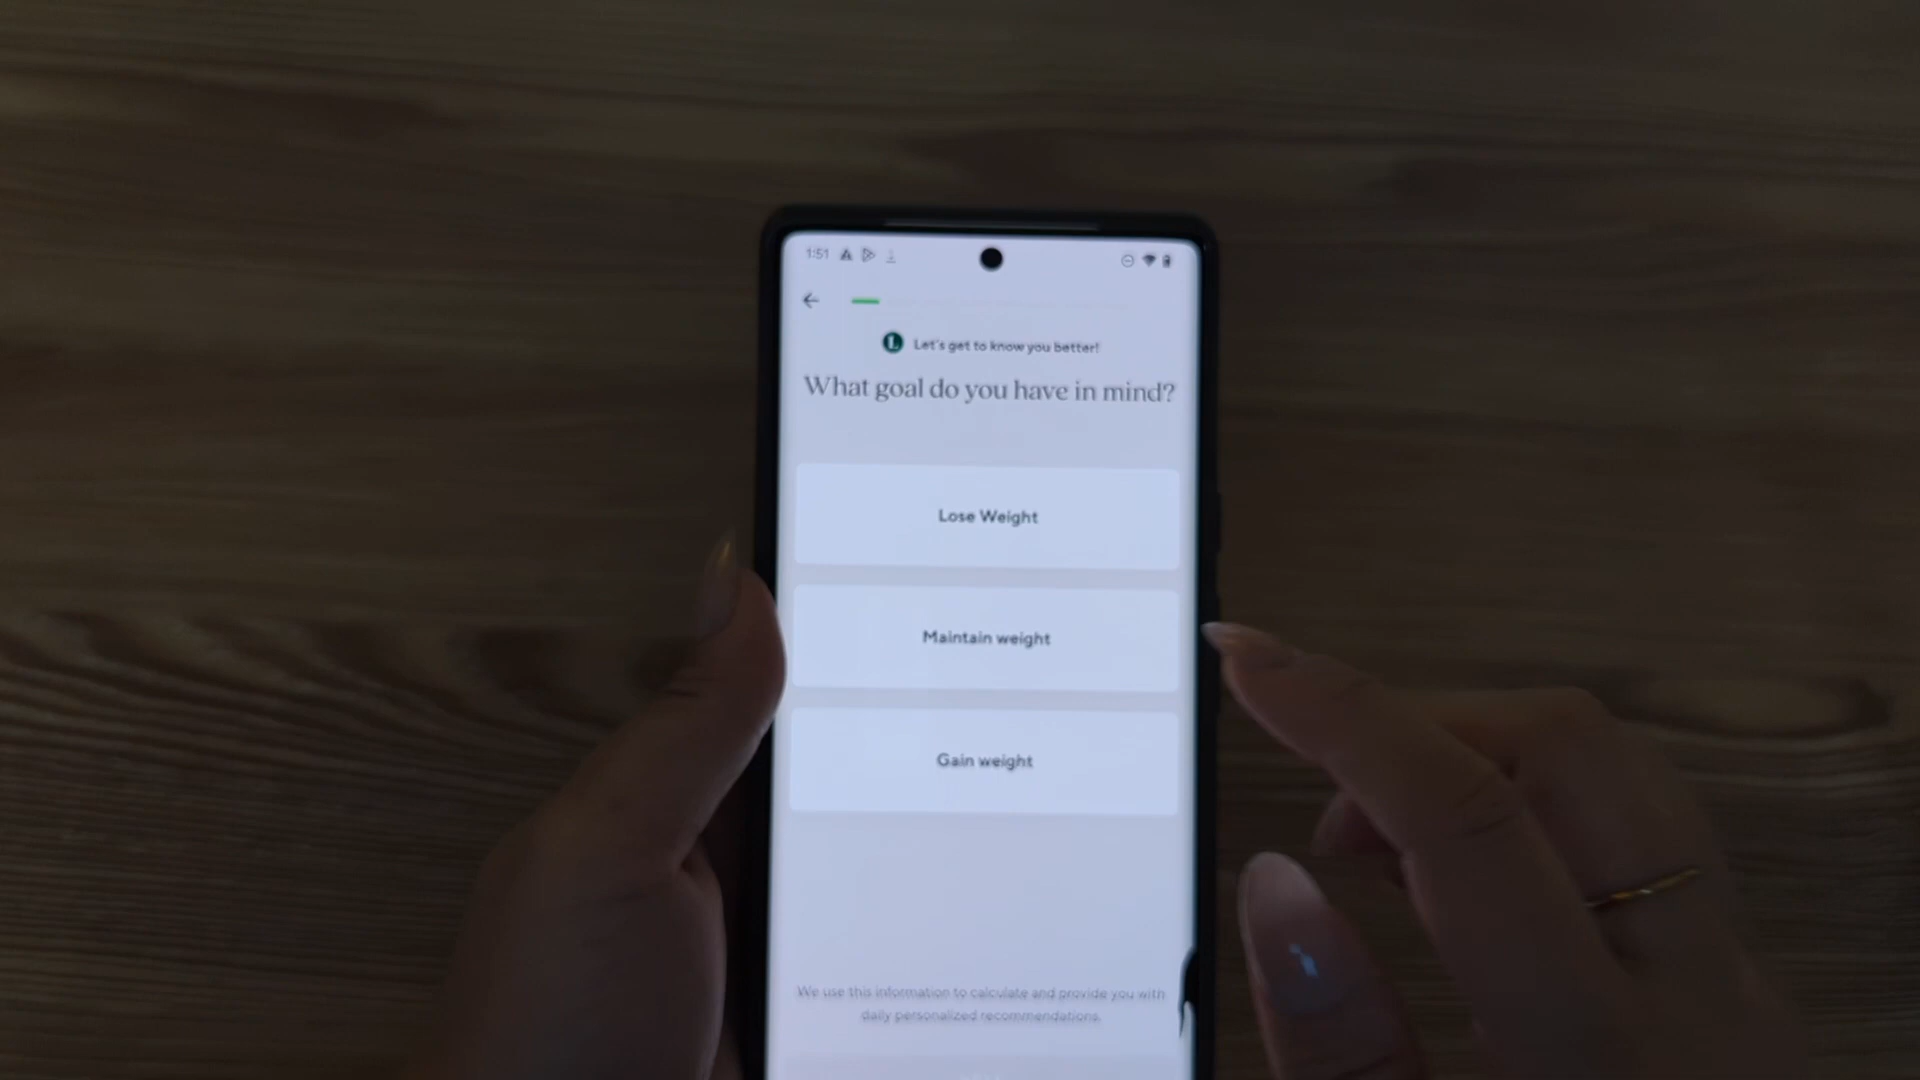 1:51
L Let's get to know you better!
What goal do you have in mind?
Lose Weight
Maintain weight
Gain weight
We use this information to calculate and provide you with
daily personalized recommendations.